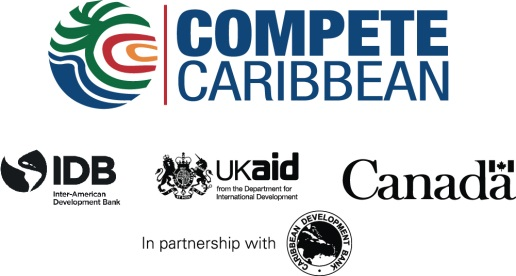 COMPETE
CARIBBEAN
IDB
Inter-American
Development Bank
UKaid
from the Department for
International Development
Canada
In partnership with
CARIBBEAN DEVELOPMENT BANK